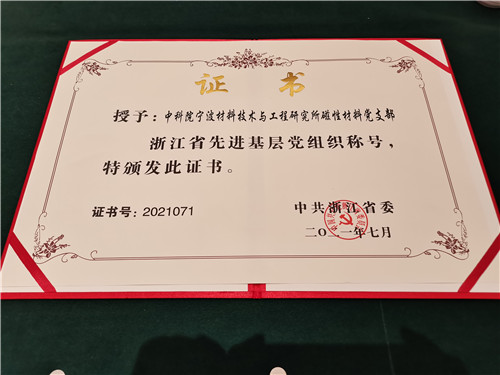 证 书
授予：中科院宁波材料技术与工程研究所磁性材料党支部
浙江省先进基层党组织称号，
特颁发此证书。
证书号：2021071
中共浙江省委
二〇二一年七月